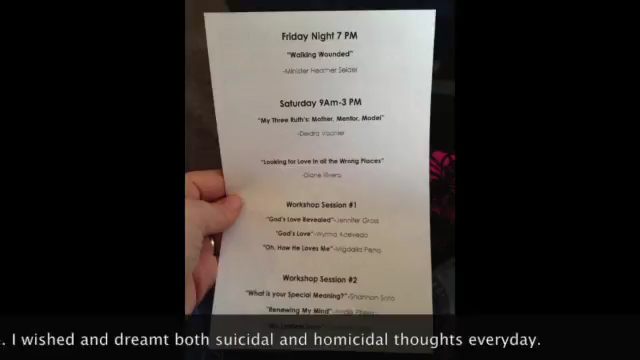 Friday Night 7 PM
"Walking Wounded"
-Minister Heather Seidel
Saturday 9Am-3 PM
"My Three Ruth's: Mother, Mentor, Model"
-Deidra
"Looking for Love in all the Wrong Places"
-Diane Rivera
Workshop Session #1
"God's Love Revealed"-Jennifer Gross
"God's Love"- Acevedo
"Oh, How He Loves Me"-Migdalia Pena
Workshop Session #2
"What is your Special Meaning?"-Shannon
"Renewing My Mind"-
. I wished and dreamt both suicidal and homicidal thoughts everyday.